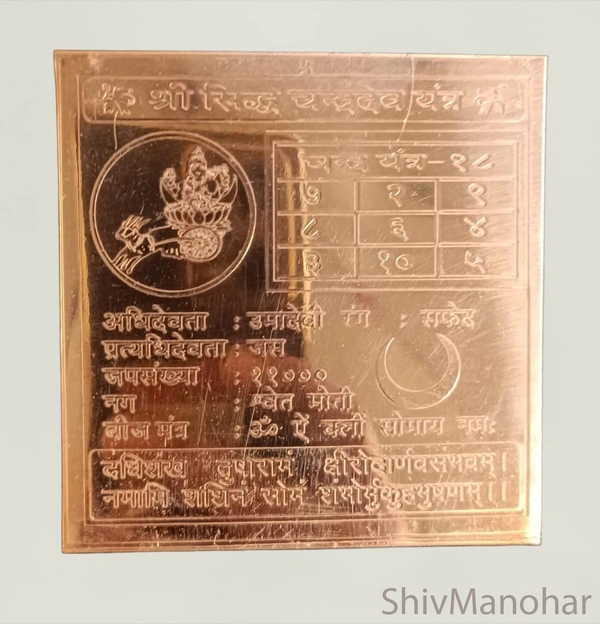 श्री सिद्ध चन्द्रदेव यंत्र
चन्द्र यंत्र-१८
७ २ ९
८ ६ ४
३ १० ५
अधिदेवता : उमादेवी रंग : सफेद
प्रत्यधिदेवता : जल
जपसंख्या : ११०००
नग : श्वेत मोती
बीज मंत्र : ॐ ऐं क्लीं सोमाय नमः
दधिशंख तुषाराभं क्षीरोदार्णवसंभवम्।
नमामि शशिनं सोमं शंभोर्मुकुटभुषणम्।।
ShivManohar